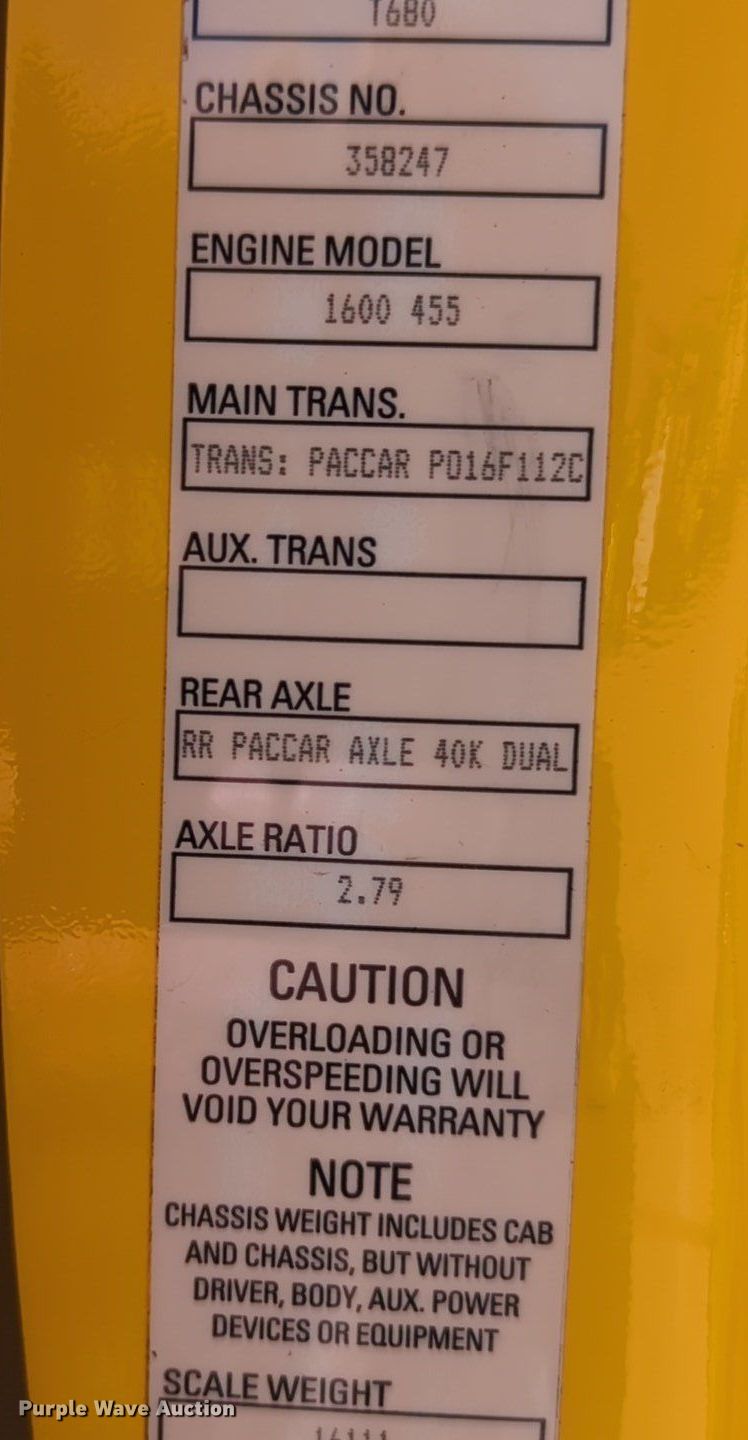 T680
CHASSIS NO.
358247
ENGINE MODEL
1600 455
MAIN TRANS.
TRANS: PACCAR PO16F112C
AUX. TRANS
REAR AXLE
RR PACCAR AXLE 40K DUAL
AXLE RATIO
2.79
CAUTION
OVERLOADING OR
OVERSPEEDING WILL
VOID YOUR WARRANTY
NOTE
CHASSIS WEIGHT INCLUDES CAB
AND CHASSIS, BUT WITHOUT
DRIVER, BODY, AUX. POWER
DEVICES OR EQUIPMENT
SCALE WEIGHT
Purple Wave Auction